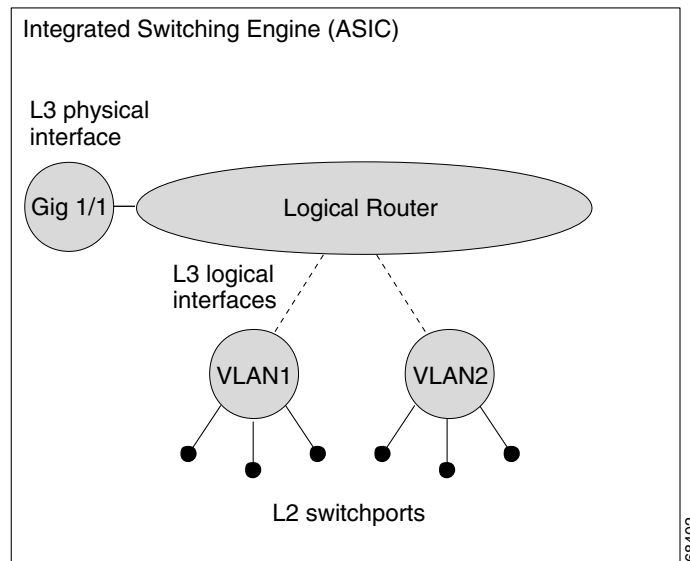 Integrated Switching Engine (ASIC)
L3 physical
interface
Gig 1/1
Logical Router
L3 logical
interfaces
VLAN1
VLAN2
L2 switchports